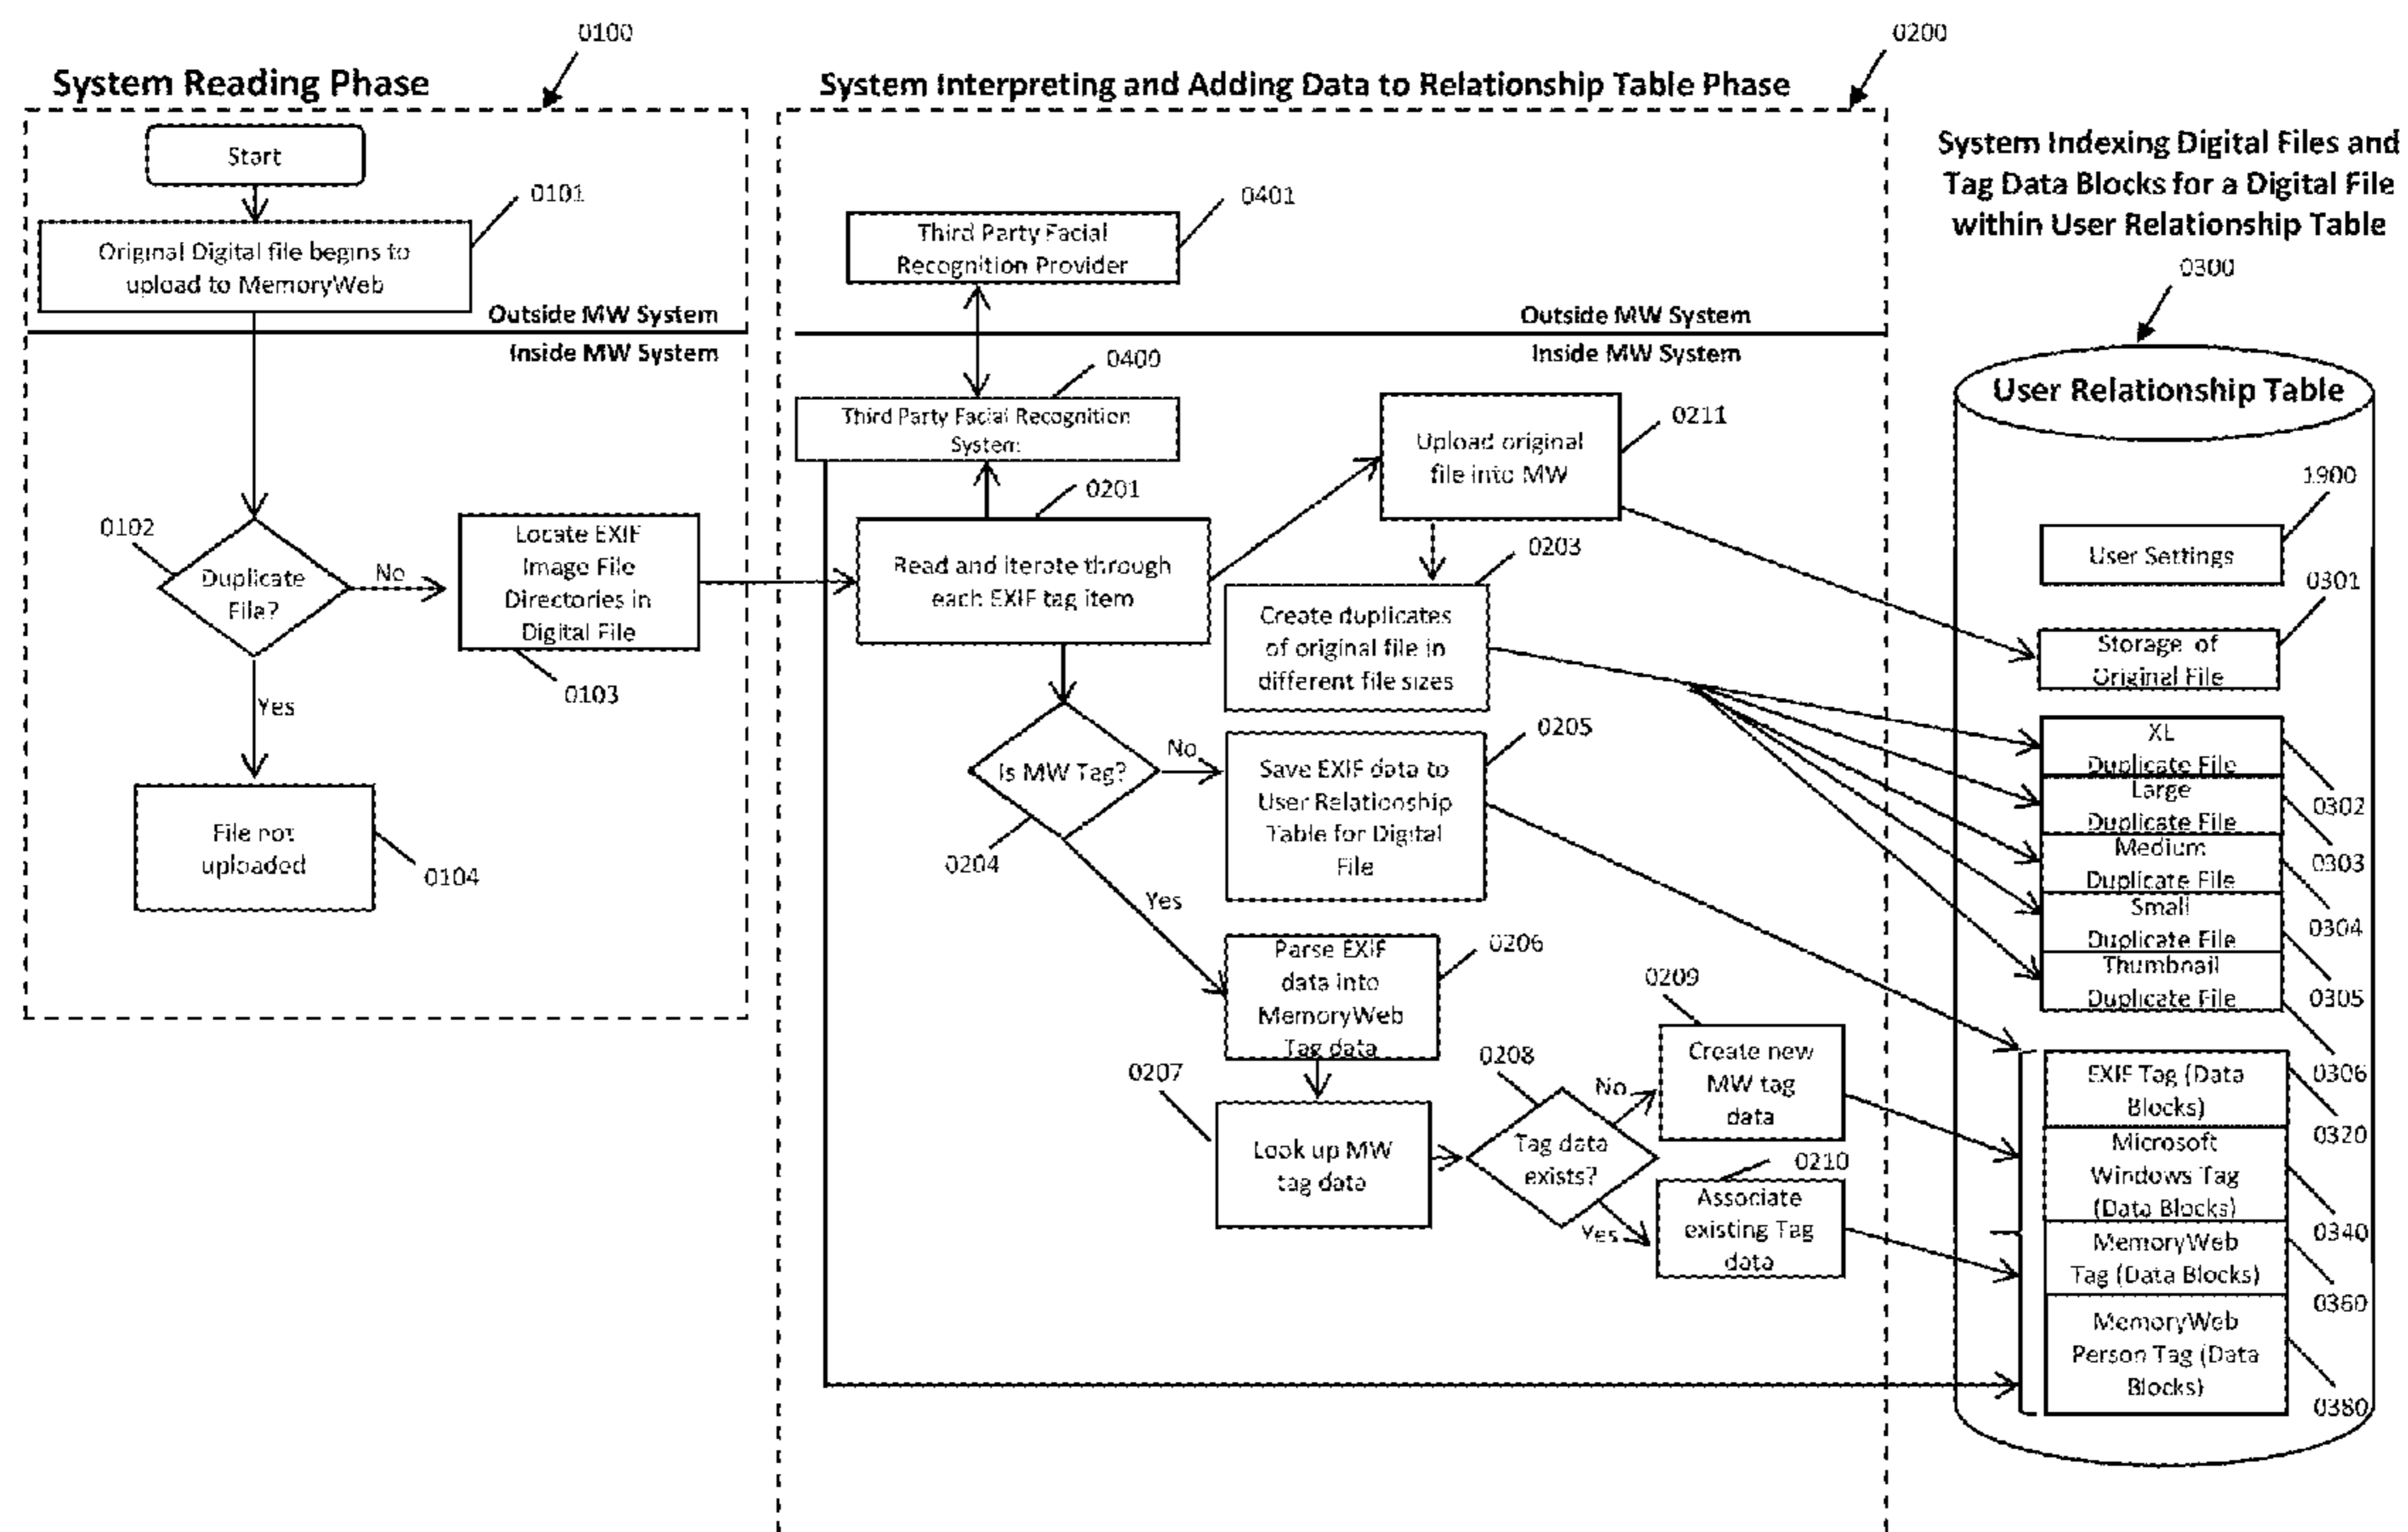 0100
System Reading Phase
Start
0101
Original Digital file begins to
upload to MemoryWeb
Outside MW System
Inside MW System
0102
Duplicate
File?
No
Locate EXIF
Image File
Directories in
Digital File
0103
Yes
File not
uploaded
0104
0200
System Interpreting and Adding Data to Relationship Table Phase
0401
Third Party Facial
Recognition Provider
Outside MW System
Inside MW System
0400
Third Party Facial Recognition
System
0211
Upload original
file into MW
0201
Read and iterate through
each EXIF tag item
0203
Create duplicates
of original file in
different file sizes
Is MW Tag?
0204
No
0205
Save EXIF data to
User Relationship
Table for Digital
File
Yes
0206
Parse EXIF
data into
MemoryWeb
Tag data
0207
Look up MW
tag data
0208
Tag data
exists?
No
0209
Create new
MW tag
data
Yes
0210
Associate
existing Tag
data
System Indexing Digital Files and
Tag Data Blocks for a Digital File
within User Relationship Table
0300
User Relationship Table
1900
User Settings
0301
Storage of
Original File
XL
Duplicate File
0302
Large
Duplicate File
0303
Medium
Duplicate File
0304
Small
Duplicate File
0305
Thumbnail
Duplicate File
0306
EXIF Tag (Data
Blocks)
0320
Microsoft
Windows Tag
(Data Blocks)
0340
MemoryWeb
Tag (Data Blocks)
0360
MemoryWeb
Person Tag (Data
Blocks)
0380